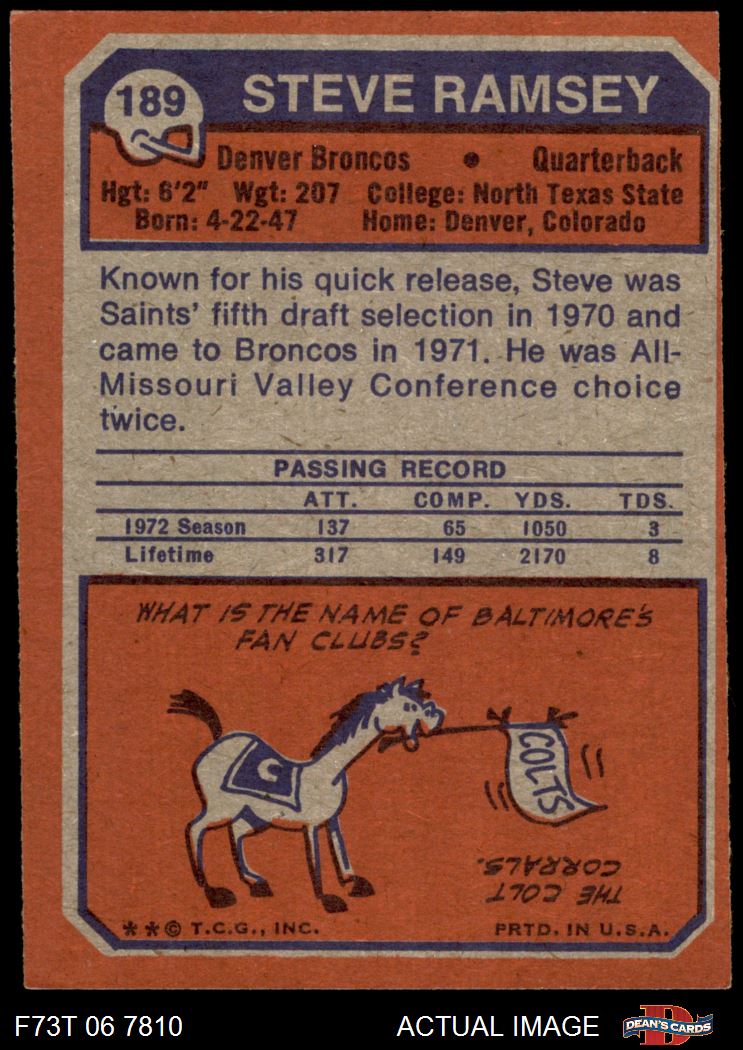 189 STEVE RAMSEY
Denver Broncos • Quarterback
Hgt: 6'2" Wgt: 207 College: North Texas State
Born: 4-22-47 Home: Denver, Colorado
Known for his quick release, Steve was
Saints' fifth draft selection in 1970 and
came to Broncos in 1971. He was All-
Missouri Valley Conference choice
twice.
PASSING RECORD
ATT. COMP. YDS. TDS.
1972 Season 137 65 1050 3
Lifetime 317 149 2170 8
WHAT IS THE NAME OF BALTIMORE'S
FAN CLUBS?
C
COLTS
THE COLT
CORRALS.
**© T.C.G., INC. PRTD. IN U.S.A.
F73T 06 7810 ACTUAL IMAGE D DEAN'S CARDS